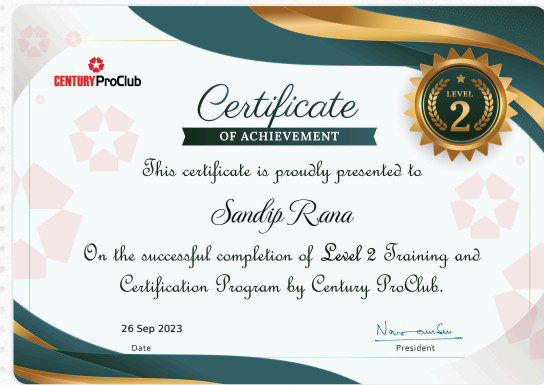 CENTURY ProClub
LEVEL
2
Certificate
OF ACHIEVEMENT
This certificate is proudly presented to
Sandip Rana
On the successful completion of Level 2 Training and
Certification Program by Century ProClub.
26 Sep 2023
Date
President